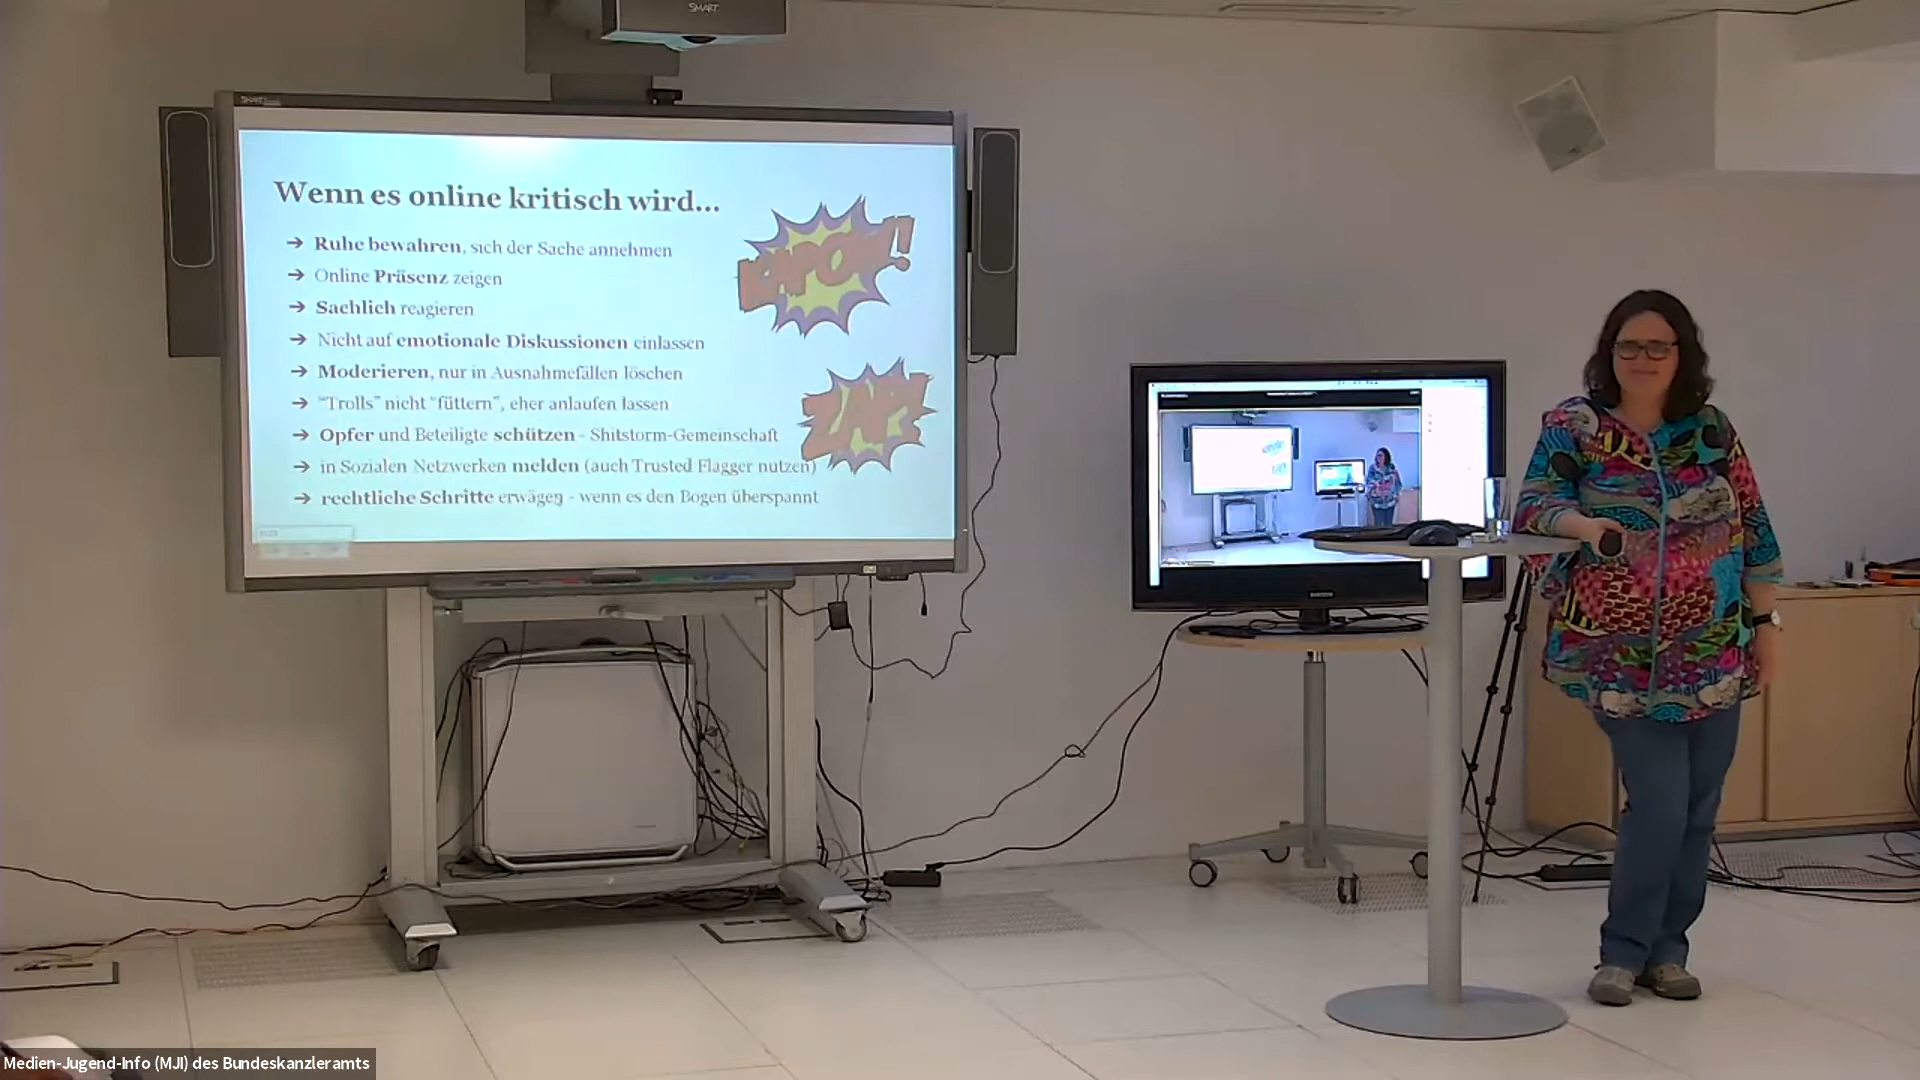 SMART
SMART
Wenn es online kritisch wird...
➔ Ruhe bewahren, sich der Sache annehmen
➔ Online Präsenz zeigen
➔ Sachlich reagieren
➔ Nicht auf emotionale Diskussionen einlassen
➔ Moderieren, nur in Ausnahmefällen löschen
➔ "Trolls" nicht "füttern", eher anlaufen lassen
➔ Opfer und Beteiligte schützen - Shitstorm-Gemeinschaft
➔ in Sozialen Netzwerken melden (auch Trusted Flagger nutzen)
➔ rechtliche Schritte erwägen - wenn es den Bogen überspannt
KAPOW!
ZAP!
SAMSUNG
Medien-Jugend-Info (MJI) des Bundeskanzleramts